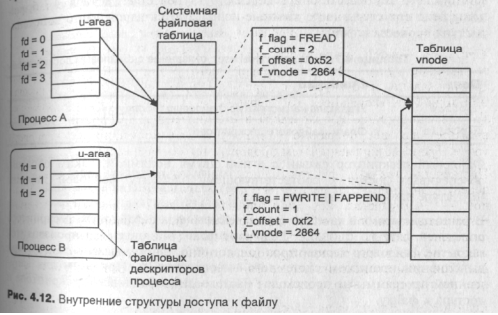 u-area
fd = 0
fd = 1
fd = 2
fd = 3
Процесс А
u-area
fd = 0
fd = 1
fd = 2
Процесс В
Таблица
файловых
дескрипторов
процесса
Системная
файловая
таблица
f_flag = FREAD
f_count = 2
f_offset = 0x52
f_vnode = 2864
f_flag = FWRITE | FAPPEND
f_count = 1
f_offset = 0xf2
f_vnode = 2864
Таблица
vnode
Рис. 4.12. Внутренние структуры доступа к файлу